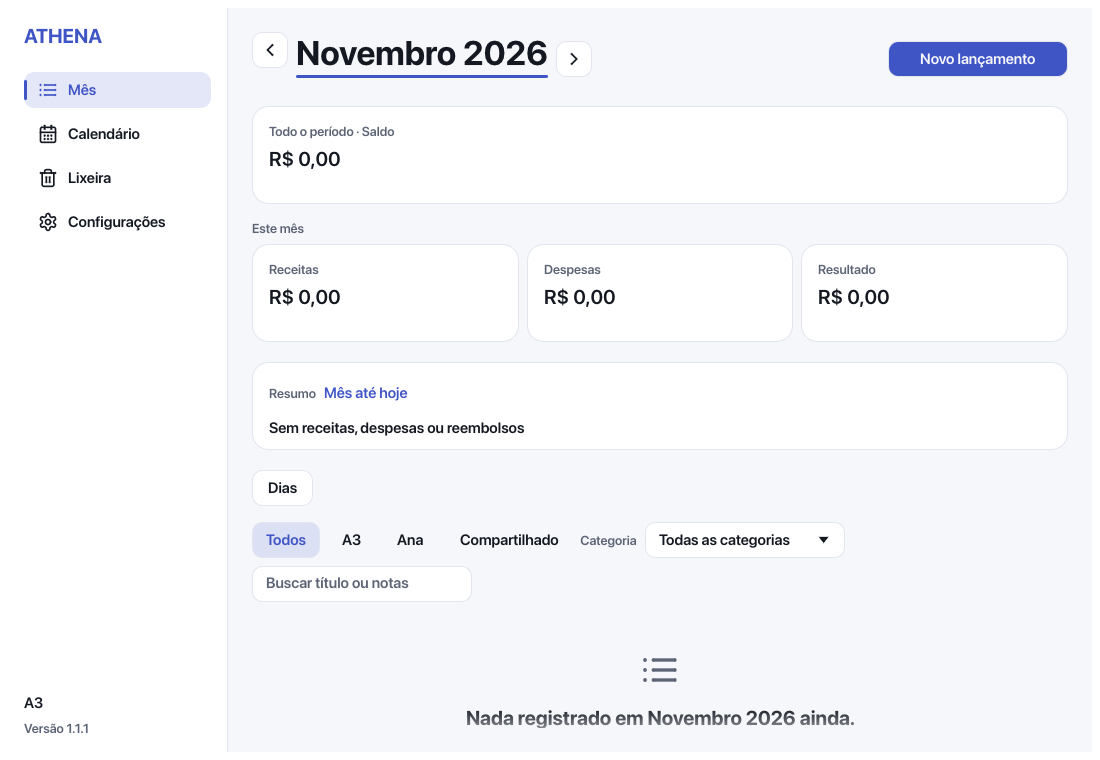 ATHENA
Mês
Calendário
Lixeira
Configurações
A3
Versão 1.1.1
Novembro 2026
Novo lançamento
Todo o período · Saldo
R$ 0,00
Este mês
Receitas
R$ 0,00
Despesas
R$ 0,00
Resultado
R$ 0,00
Resumo Mês até hoje
Sem receitas, despesas ou reembolsos
Dias
Todos A3 Ana Compartilhado Categoria Todas as categorias
Buscar título ou notas
Nada registrado em Novembro 2026 ainda.